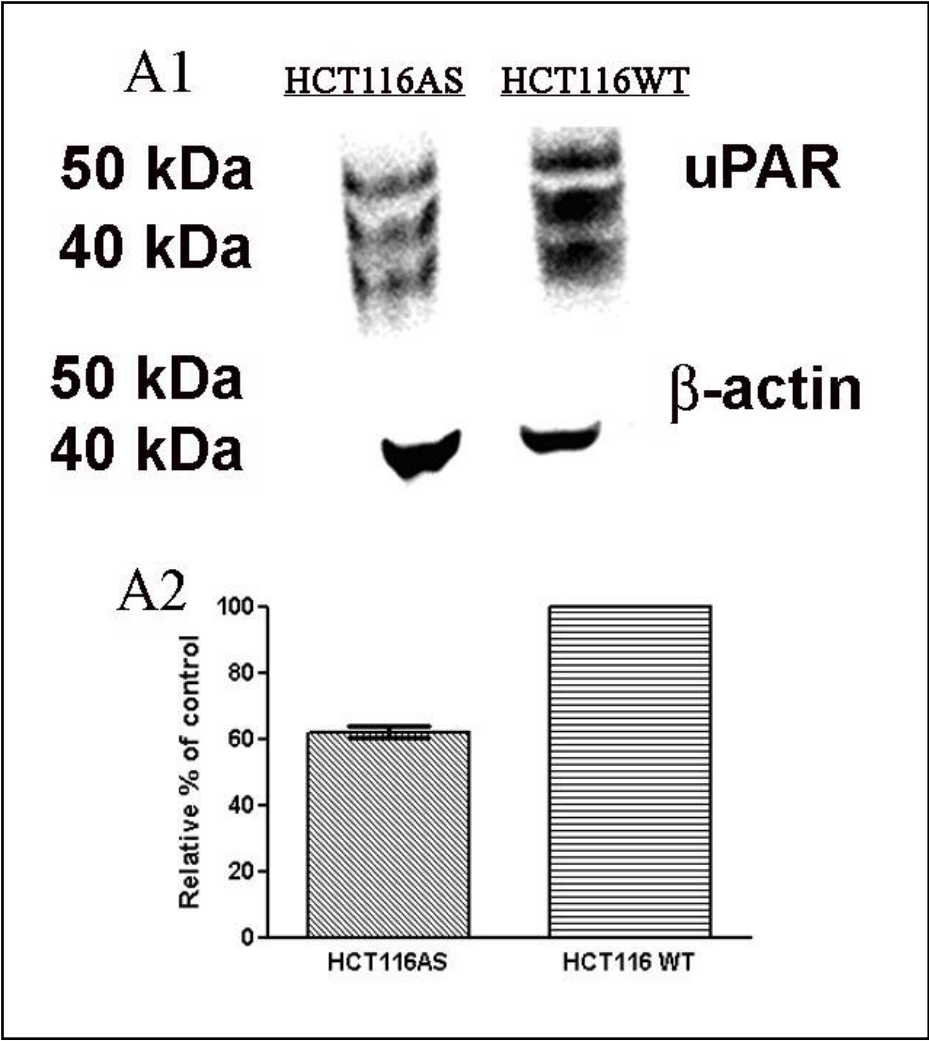 A1
HCT116AS HCT116WT
50 kDa uPAR
40 kDa
50 kDa β-actin
40 kDa
A2
100
80
60
40
20
0
Relative % of control
HCT116AS HCT116 WT